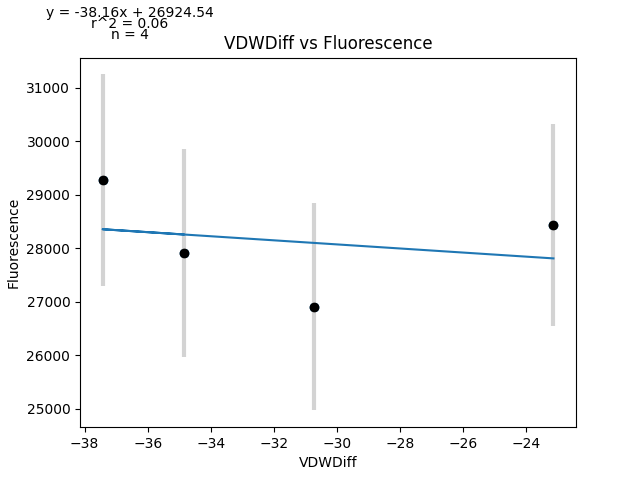 y = -38.16x + 26924.54
r^2 = 0.06
n = 4
VDWDiff vs Fluorescence
31000
30000
29000
28000
27000
26000
25000
Fluorescence
−38 −36 −34 −32 −30 −28 −26 −24
VDWDiff